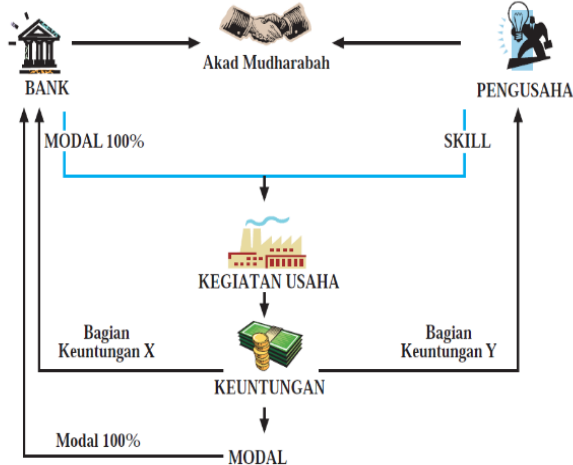 Akad Mudharabah
BANK
PENGUSAHA
MODAL 100%
SKILL
KEGIATAN USAHA
Bagian
Keuntungan X
Bagian
Keuntungan Y
KEUNTUNGAN
Modal 100%
MODAL